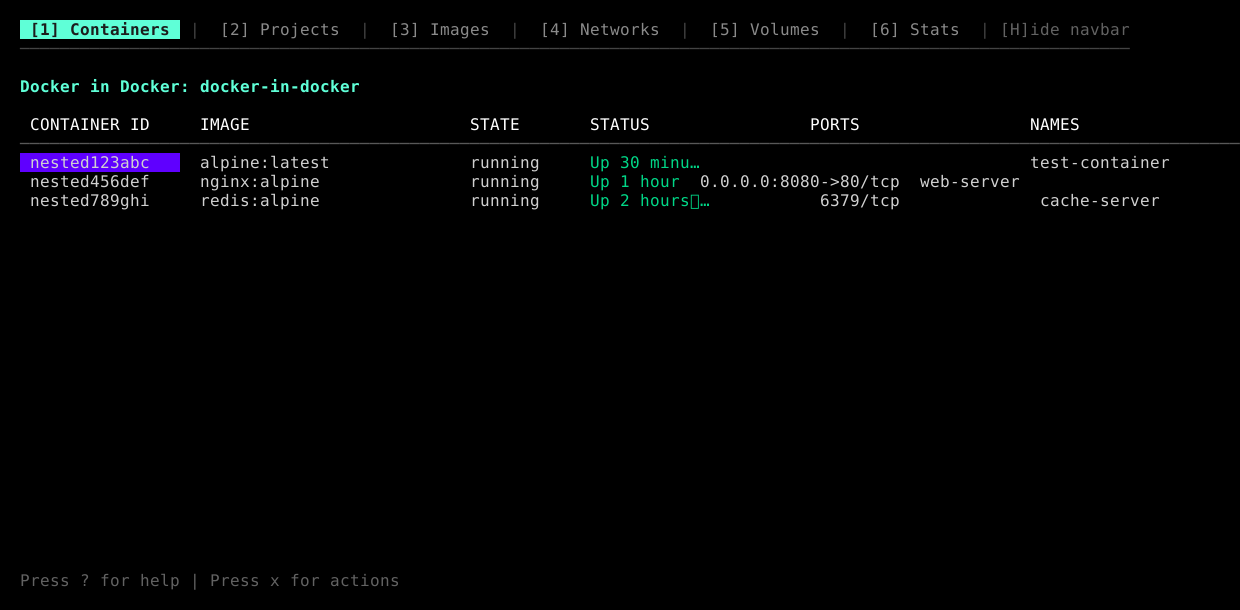 [1] Containers | [2] Projects | [3] Images | [4] Networks | [5] Volumes | [6] Stats | [H]ide navbar
Docker in Docker: docker-in-docker
CONTAINER ID IMAGE STATE STATUS PORTS NAMES
nested123abc alpine:latest running Up 30 minu… test-container
nested456def nginx:alpine running Up 1 hour 0.0.0.0:8080->80/tcp web-server
nested789ghi redis:alpine running Up 2 hours▯… 6379/tcp cache-server
Press ? for help | Press x for actions